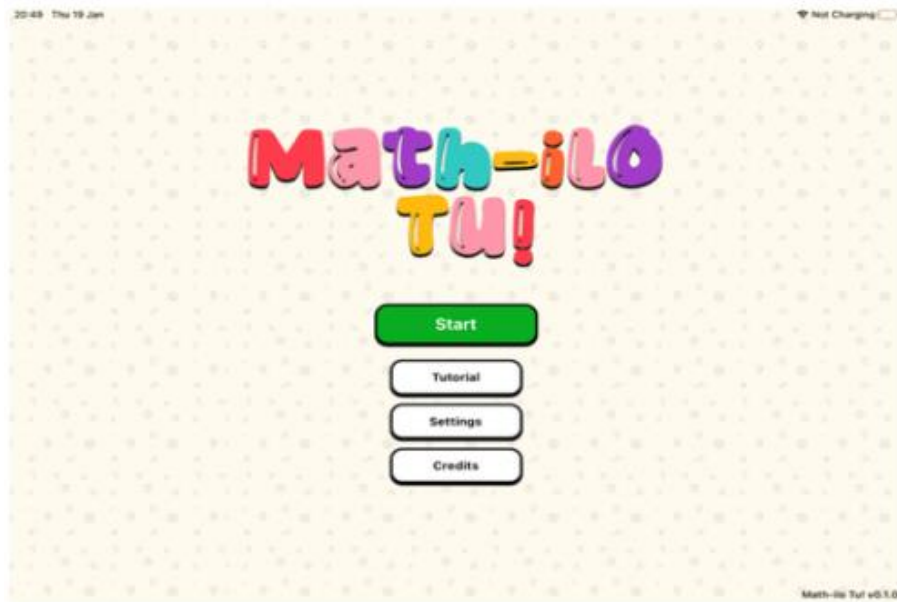 20:49 Thu 19 Jan
Not Charging
Math-iLO
Tu!
Start
Tutorial
Settings
Credits
Math-ilo Tu! v0.1.0